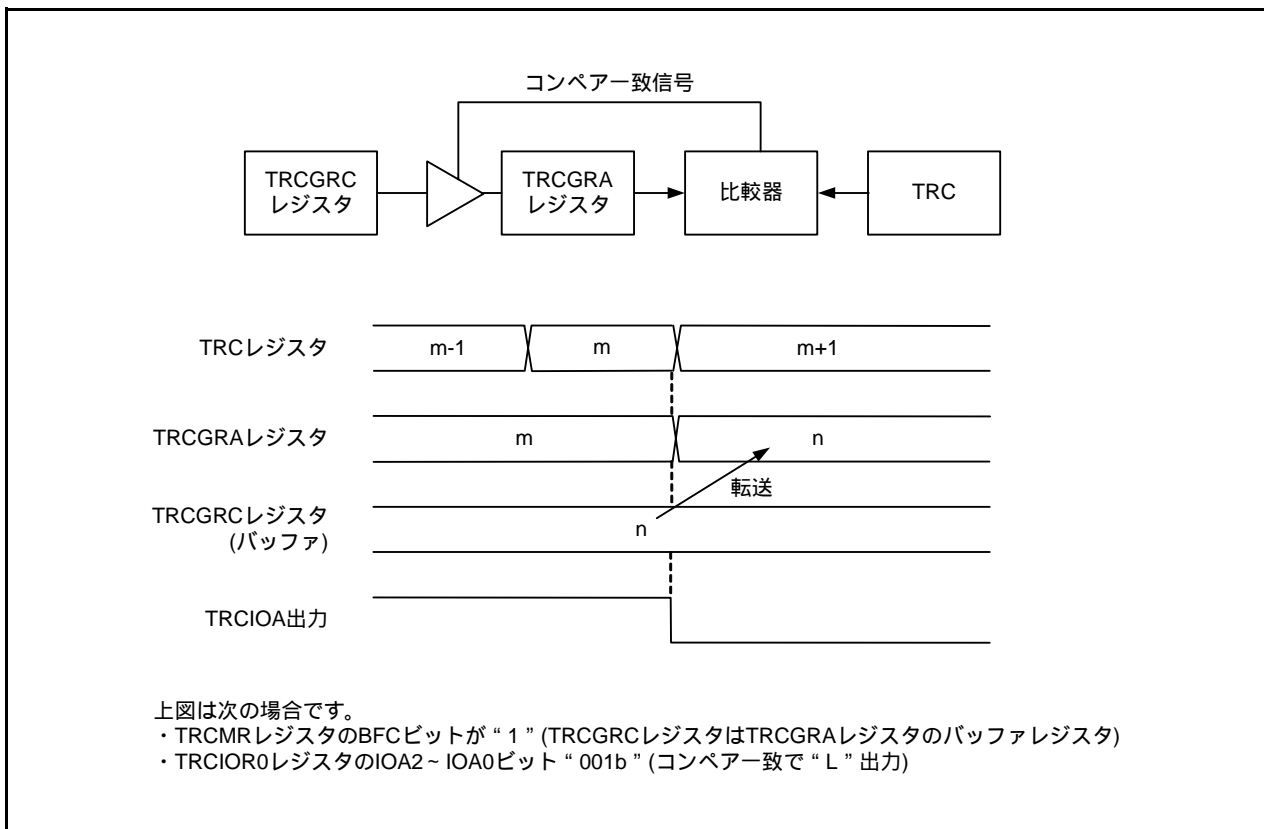 コンペア一致信号
TRCGRC
レジスタ
TRCGRA
レジスタ
比較器
TRC
TRCレジスタ
m-1
m
m+1
TRCGRAレジスタ
m
n
転送
TRCGRCレジスタ
(バッファ)
n
TRCIOA出力
上図は次の場合です。
・TRCMRレジスタのBFCビットが“1”(TRCGRCレジスタはTRCGRAレジスタのバッファレジスタ)
・TRCIOR0レジスタのIOA2~IOA0ビット“001b”(コンペア一致で“L”出力)